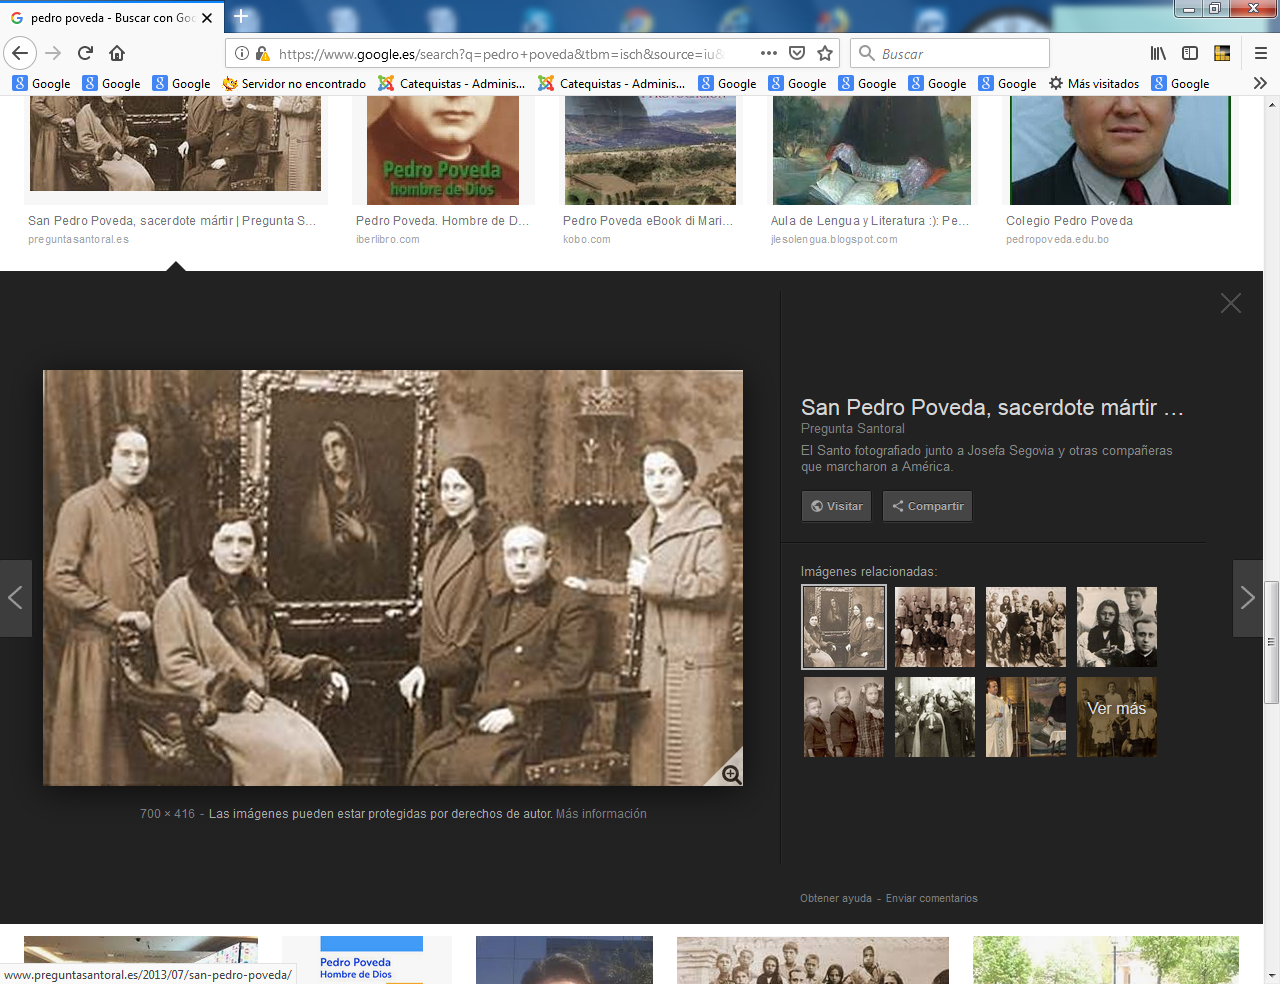 pedro poveda - Buscar con Goo
https://www.google.es/search?q=pedro+poveda&tbm=isch&source=iu&
Buscar
Google
Google
Google
Servidor no encontrado
Catequistas - Adminis...
Catequistas - Adminis...
Google
Google
Google
Google
Google
Más visitados
Google
Pedro Poveda
hombre de Dios
San Pedro Poveda, sacerdote mártir | Pregunta S...
preguntasantoral.es
Pedro Poveda. Hombre de D...
iberlibro.com
Pedro Poveda eBook di Mari...
kobo.com
Aula de Lengua y Literatura :): Pe...
jlesolengua.blogspot.com
Colegio Pedro Poveda
pedropoveda.edu.bo
San Pedro Poveda, sacerdote mártir ...
Pregunta Santoral
El Santo fotografiado junto a Josefa Segovia y otras compañeras
que marcharon a América.
Visitar
Compartir
Imágenes relacionadas:
Ver más
700 × 416 - Las imágenes pueden estar protegidas por derechos de autor. Más información
Obtener ayuda - Enviar comentarios
Pedro Poveda
Hombre de Dios
www.preguntasantoral.es/2013/07/san-pedro-poveda/